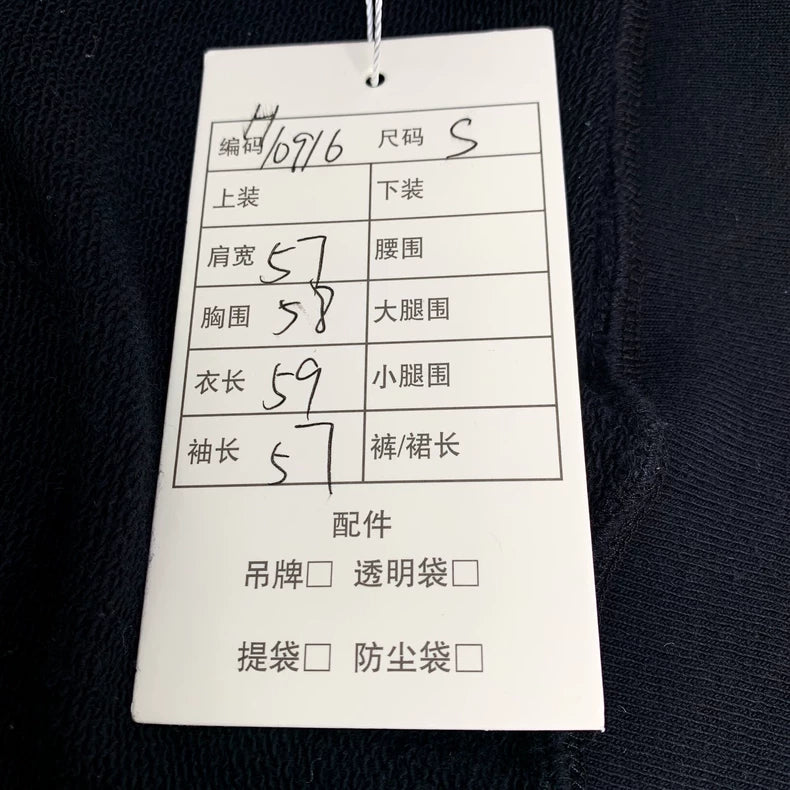 编码 H10916 尺码 S
上装 下装
肩宽 57 腰围
胸围 58 大腿围
衣长 59 小腿围
袖长 57 裤/裙长
配件
吊牌□ 透明袋□
提袋□ 防尘袋□